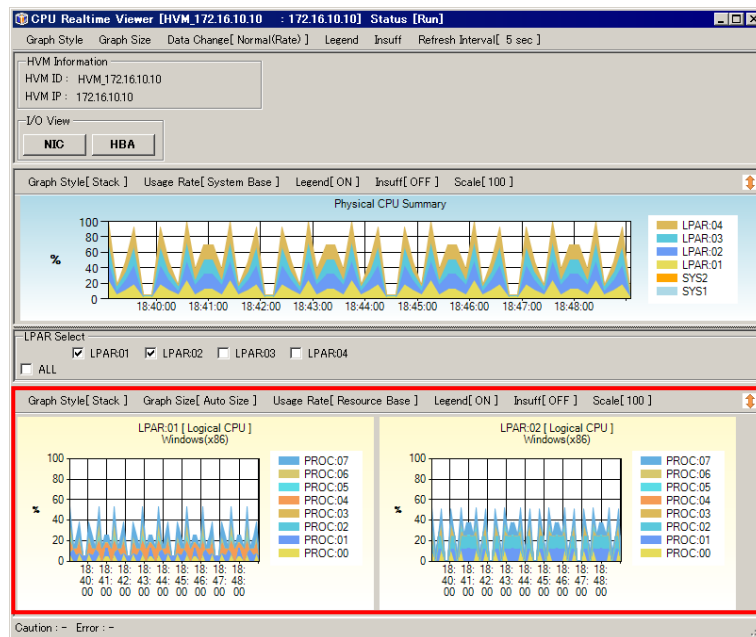 CPU Realtime Viewer [HVM_172.16.10.10 : 172.16.10.10] Status [Run]
Graph Style Graph Size Data Change[ Normal(Rate) ] Legend Insuff Refresh Interval[ 5 sec ]
HVM Information
HVM ID : HVM_172.16.10.10
HVM IP : 172.16.10.10
I/O View
NIC HBA
Graph Style[ Stack ] Usage Rate[ System Base ] Legend[ ON ] Insuff[ OFF ] Scale[ 100 ]
Physical CPU Summary
100
80
60
40
20
0
%
18:40:00 18:41:00 18:42:00 18:43:00 18:44:00 18:45:00 18:46:00 18:47:00 18:48:00
LPAR:04
LPAR:03
LPAR:02
LPAR:01
SYS2
SYS1
LPAR Select
LPAR:01 LPAR:02 LPAR:03 LPAR:04
ALL
Graph Style[ Stack ] Graph Size[ Auto Size ] Usage Rate[ Resource Base ] Legend[ ON ] Insuff[ OFF ] Scale[ 100 ]
LPAR:01 [ Logical CPU ]
Windows(x86)
100
80
60
40
20
0
%
18: 18: 18: 18: 18: 18: 18: 18: 18:
40: 41: 42: 43: 44: 45: 46: 47: 48:
00 00 00 00 00 00 00 00 00
PROC:07
PROC:06
PROC:05
PROC:04
PROC:03
PROC:02
PROC:01
PROC:00
LPAR:02 [ Logical CPU ]
Windows(x86)
100
80
60
40
20
0
%
18: 18: 18: 18: 18: 18: 18: 18: 18:
40: 41: 42: 43: 44: 45: 46: 47: 48:
00 00 00 00 00 00 00 00 00
PROC:07
PROC:06
PROC:05
PROC:04
PROC:03
PROC:02
PROC:01
PROC:00
Caution : - Error : -